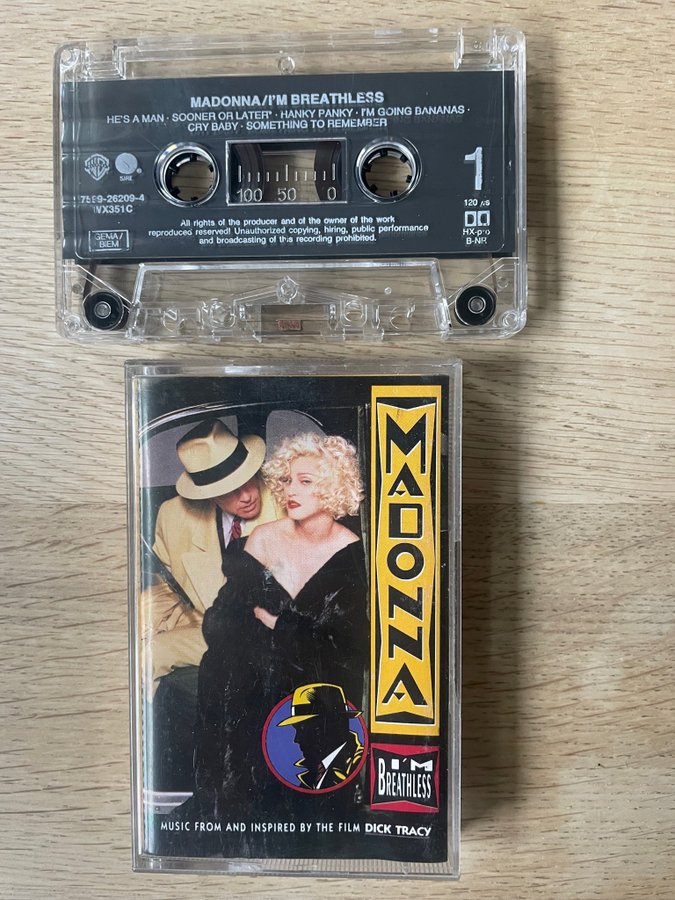 MADONNA/I'M BREATHLESS
HE'S A MAN · SOONER OR LATER* · HANKY PANKY · I'M GOING BANANAS ·
CRY BABY · SOMETHING TO REMEMBER
SIRE
7599-26209-4
WX351C
100 50 0
1
120 µs
HX-pro
B-NR
GEMA/
BIEM
All rights of the producer and of the owner of the work
reproduced reserved! Unauthorized copying, hiring, public performance
and broadcasting of this recording prohibited.
MADONNA
I'M
BREATHLESS
MUSIC FROM AND INSPIRED BY THE FILM DICK TRACY